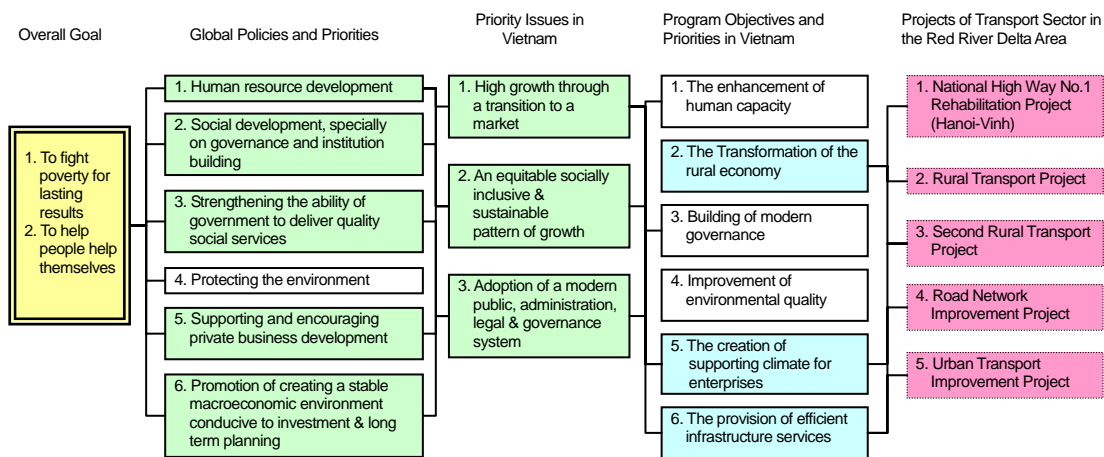 Overall Goal
Global Policies and Priorities
Priority Issues in
Vietnam
Program Objectives and
Priorities in Vietnam
Projects of Transport Sector in
the Red River Delta Area
1. To fight
poverty for
lasting
results
2. To help
people help
themselves
1. Human resource development
2. Social development, specially
on governance and institution
building
3. Strengthening the ability of
government to deliver quality
social services
4. Protecting the environment
5. Supporting and encouraging
private business development
6. Promotion of creating a stable
macroeconomic environment
conducive to investment & long
term planning
1. High growth through
a transition to a
market
2. An equitable socially
inclusive &
sustainable
pattern of growth
3. Adoption of a modern
public, administration,
legal & governance
system
1. The enhancement of
human capacity
2. The Transformation of the
rural economy
3. Building of modern
governance
4. Improvement of
environmental quality
5. The creation of
supporting climate for
enterprises
6. The provision of efficient
infrastructure services
1. National High Way No.1
Rehabilitation Project
(Hanoi-Vinh)
2. Rural Transport Project
3. Second Rural Transport
Project
4. Road Network
Improvement Project
5. Urban Transport
Improvement Project